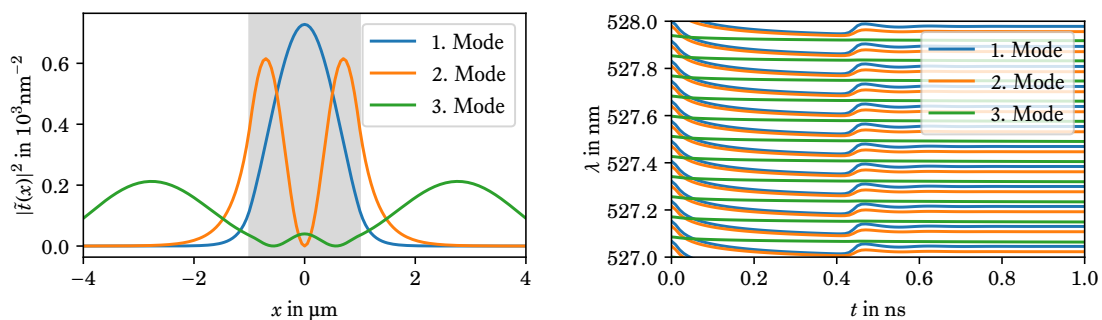 |t̃(x)|² in 10³nm⁻²
0.6
0.4
0.2
0.0
−4
−2
0
2
4
x in µm
1. Mode
2. Mode
3. Mode
λ in nm
528.0
527.8
527.6
527.4
527.2
527.0
0.0
0.2
0.4
0.6
0.8
1.0
t in ns
1. Mode
2. Mode
3. Mode